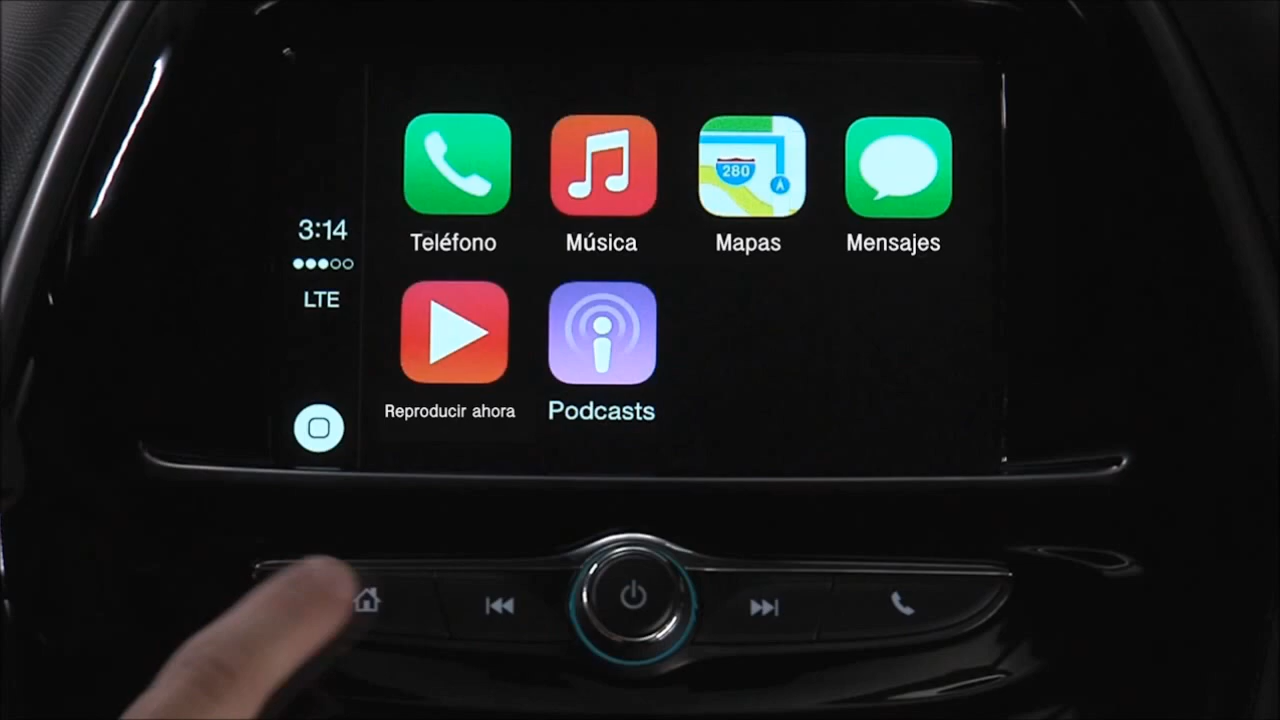 3:14
LTE
Teléfono
Música
280
Mapas
Mensajes
Reproducir ahora
Podcasts